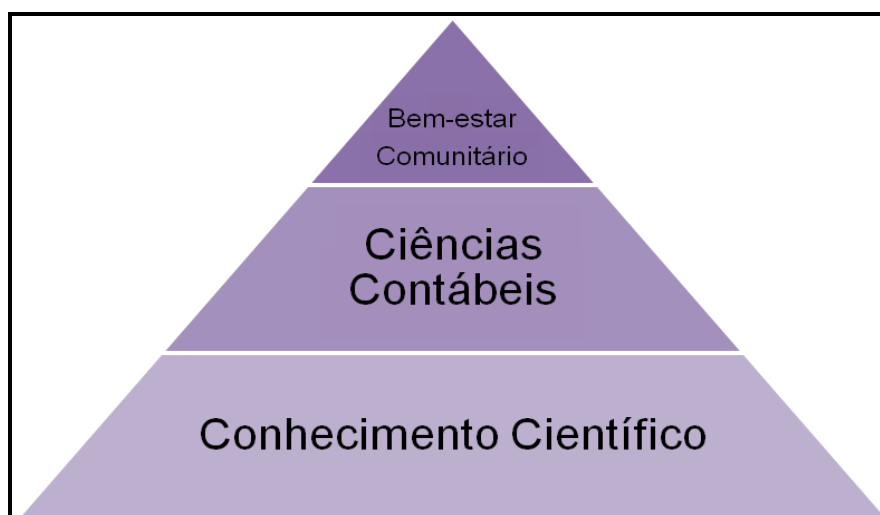 Bem-estar
Comunitário
Ciências
Contábeis
Conhecimento Científico